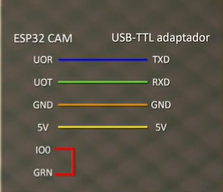 ESP32 CAM USB-TTL adaptador
UOR TXD
UOT RXD
GND GND
5V 5V
IO0
GRN